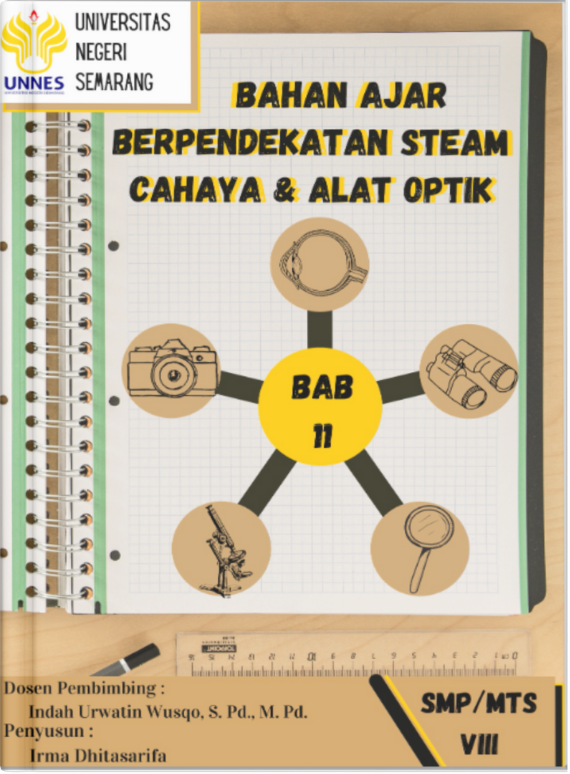 UNIVERSITAS
NEGERI
SEMARANG
UNNES
BAHAN AJAR
BERPENDEKATAN STEAM
CAHAYA & ALAT OPTIK
BAB
11
TOMPOINT
Dosen Pembimbing :
Indah Urwatin Wusqo, S. Pd., M. Pd.
Penyusun :
Irma Dhitasarifa
SMP/MTS
VIII